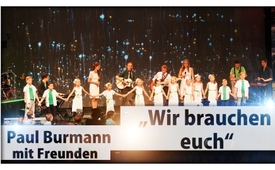 „Wir brauchen
euch“
Paul Burmann
mit Freunden